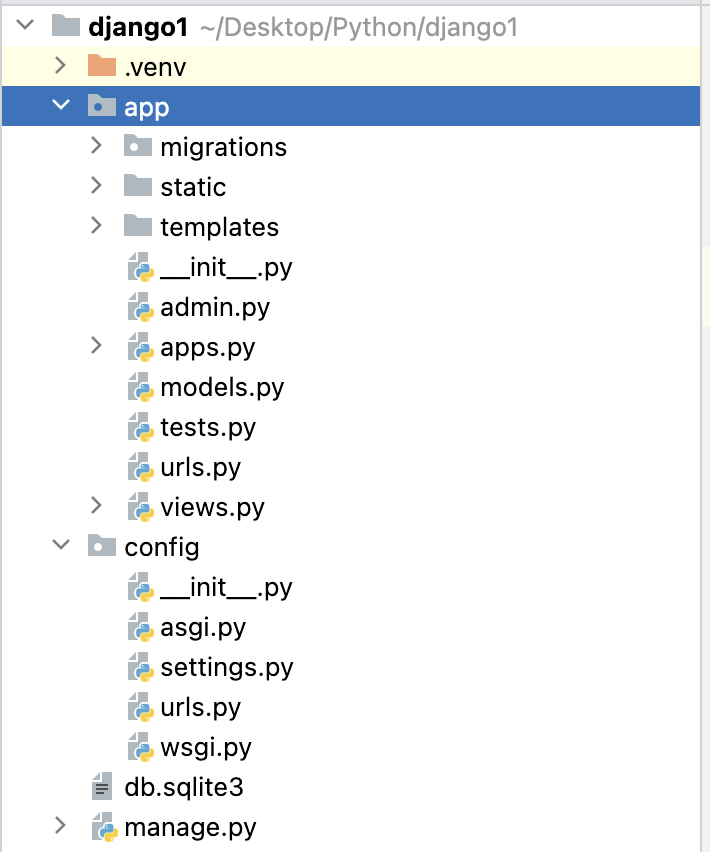 django1 ~/Desktop/Python/django1
.venv
app
migrations
static
templates
__init__.py
admin.py
apps.py
models.py
tests.py
urls.py
views.py
config
__init__.py
asgi.py
settings.py
urls.py
wsgi.py
db.sqlite3
manage.py